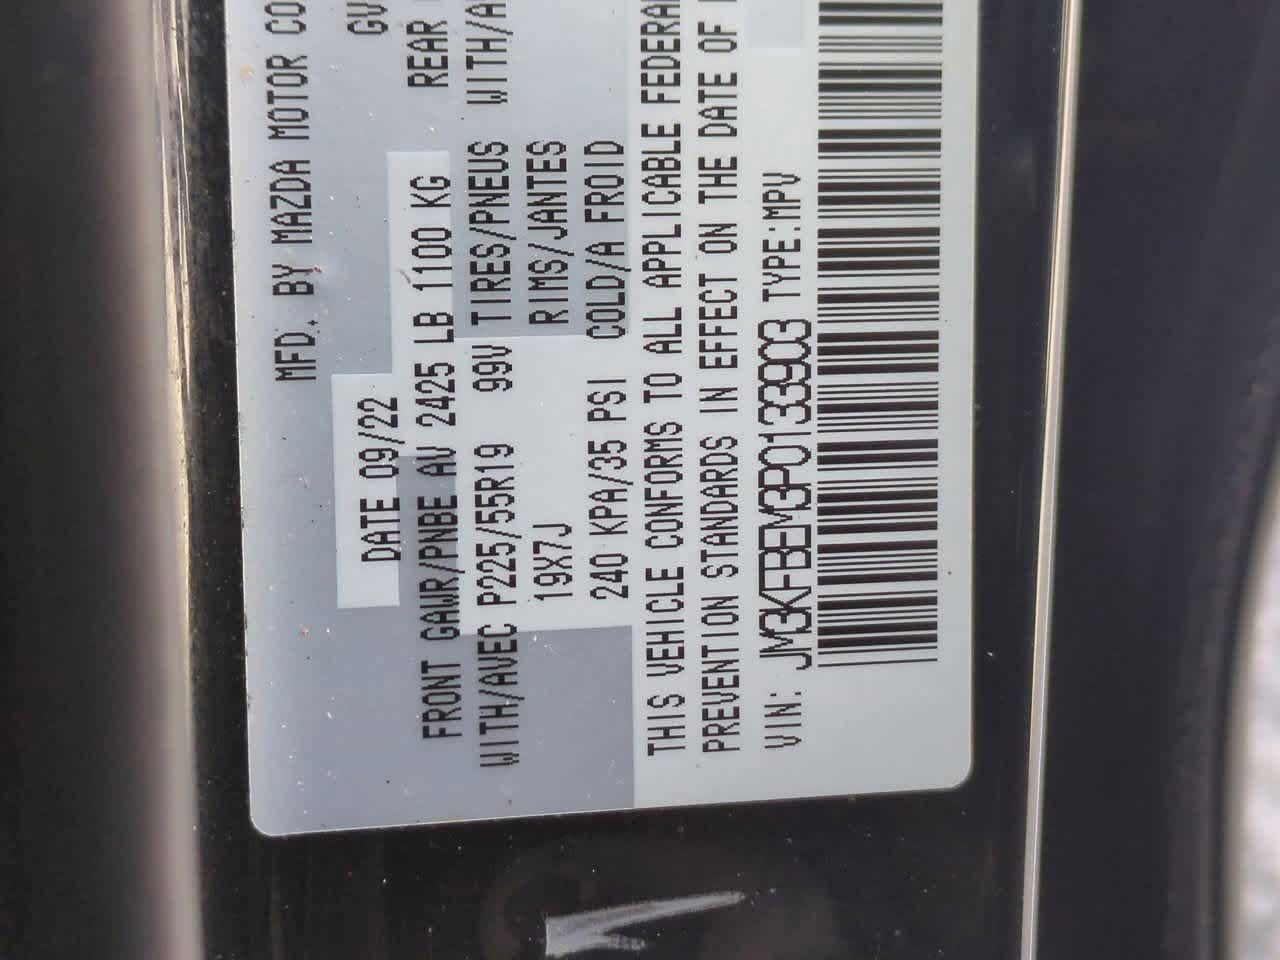 MFD. BY MAZDA MOTOR CO
DATE 09/22 GV
FRONT GAWR/PNBE AV 2425 LB 1100 KG REAR
WITH/AVEC P225/55R19 99V TIRES/PNEUS WITH/A
19X7J RIMS/JANTES
240 KPA/35 PSI COLD/A FROID
THIS VEHICLE CONFORMS TO ALL APPLICABLE FEDERA
PREVENTION STANDARDS IN EFFECT ON THE DATE OF
VIN: JM3KFBEM3P0133903 TYPE:MPV